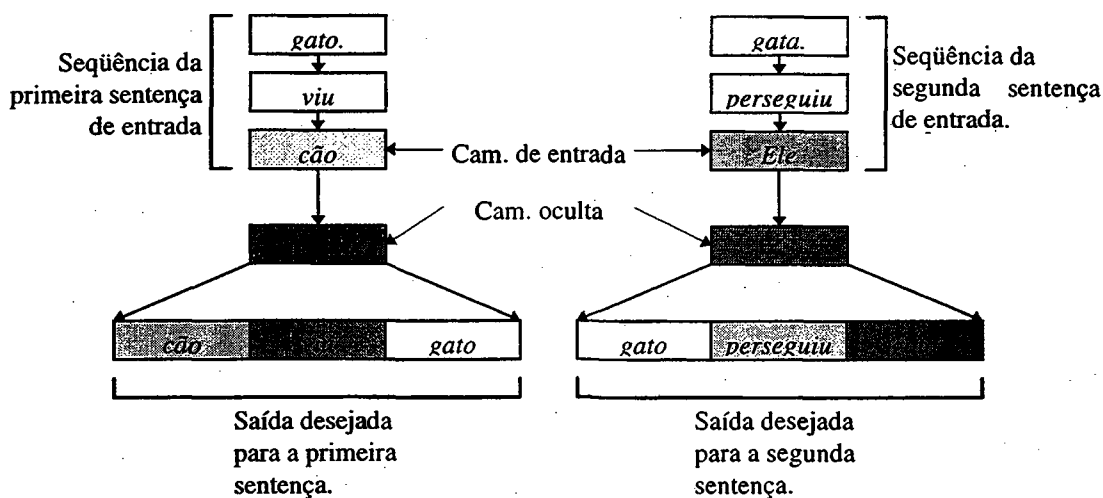 Seqüência da
primeira sentença
de entrada
gato.
viu
cão
Cam. de entrada
Cam. oculta
gata.
perseguiu
Ele
Seqüência da
segunda sentença
de entrada.
cão
gato
gato
perseguiu
Saída desejada
para a primeira
sentença.
Saída desejada
para a segunda
sentença.